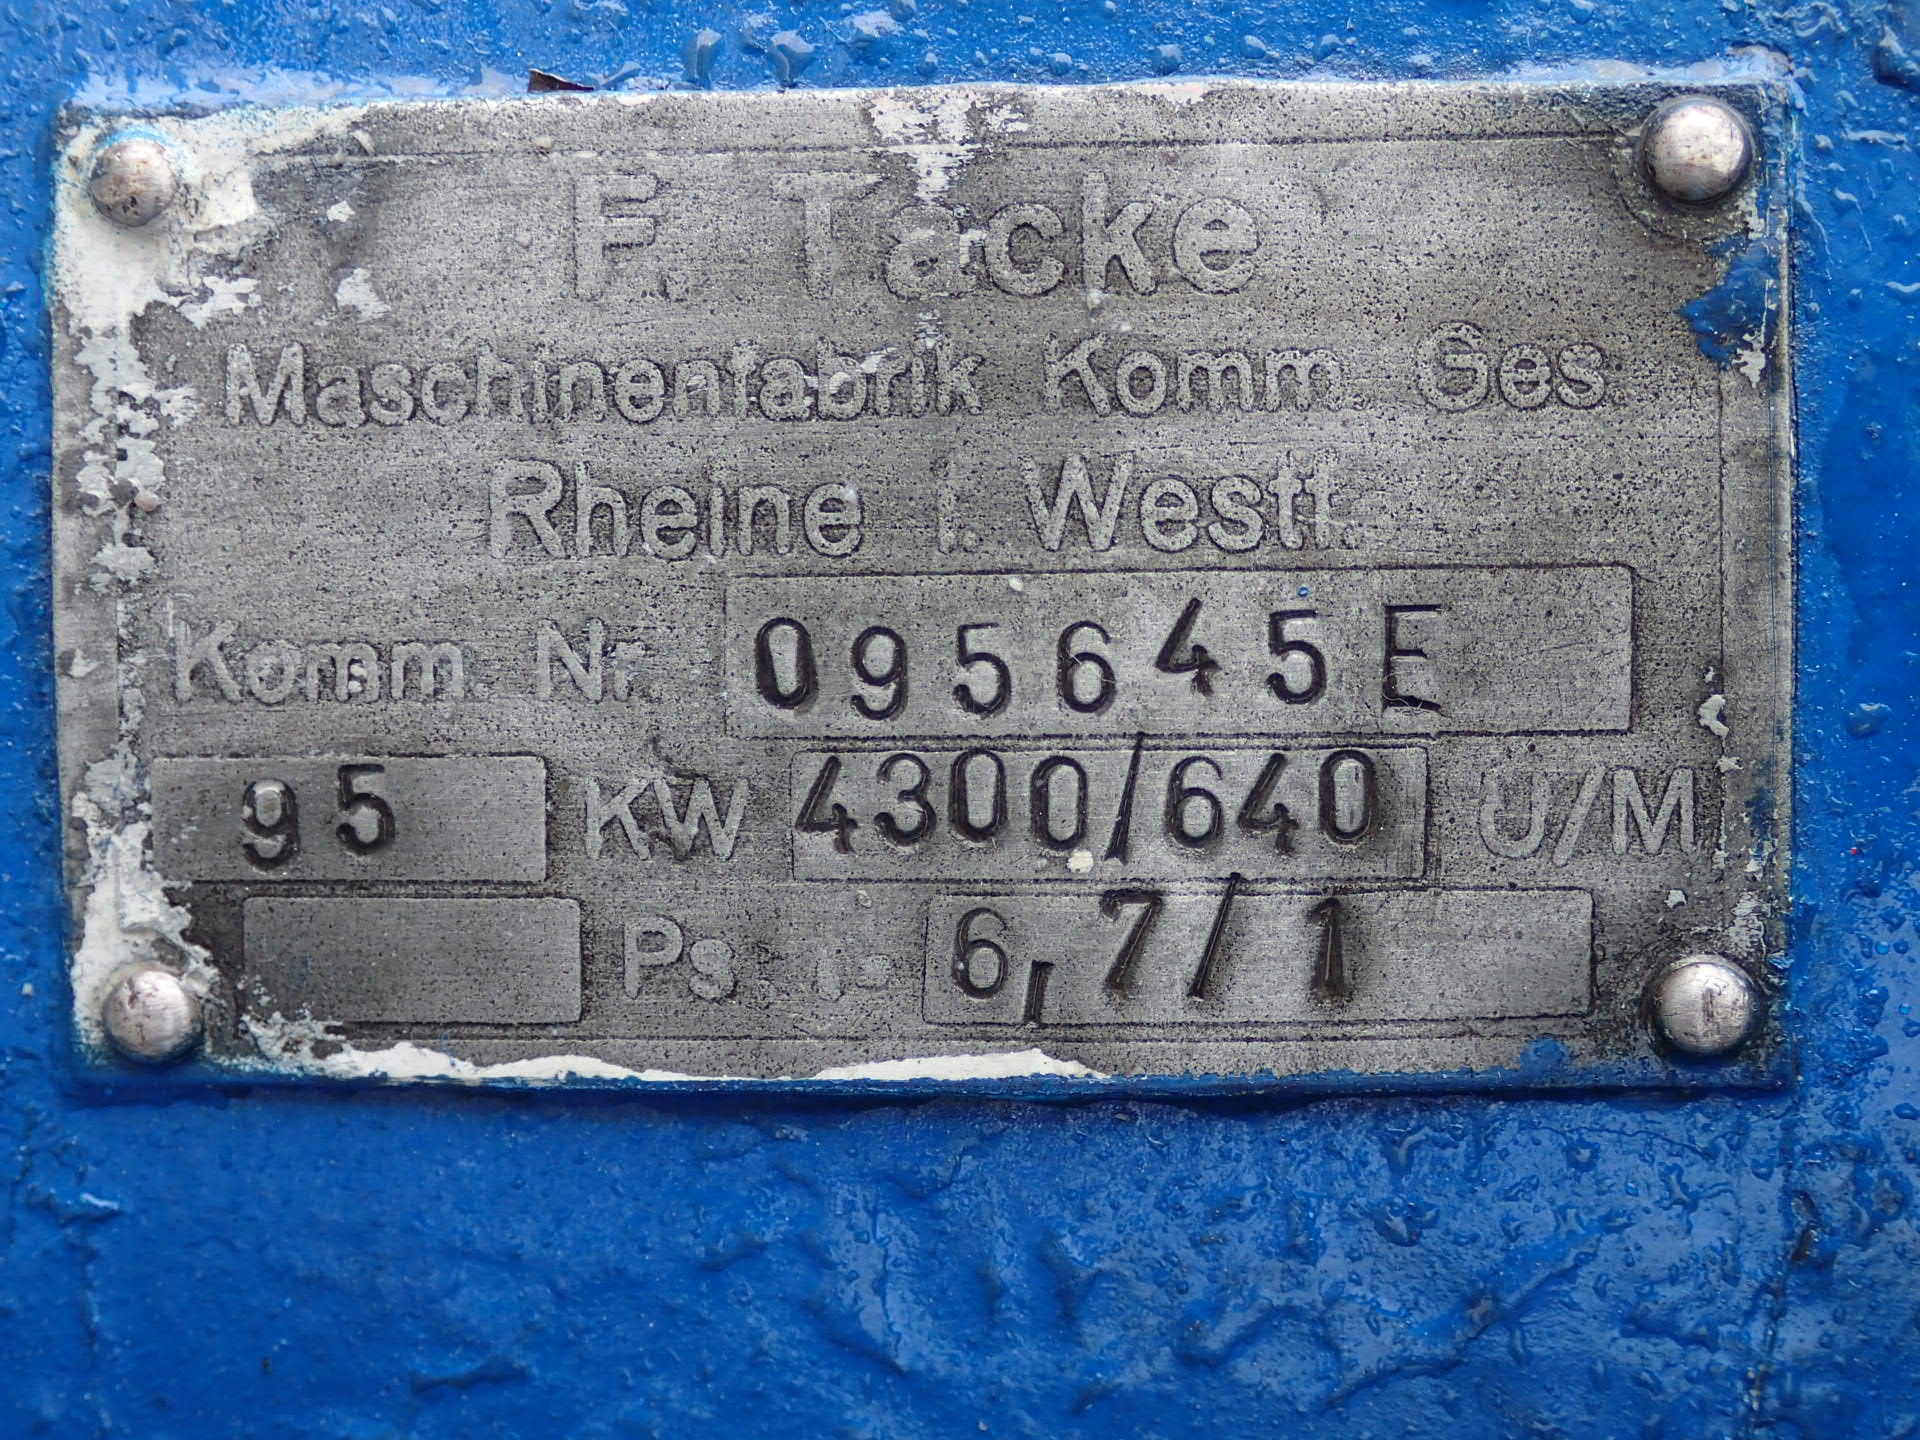 F. Tacke
Maschinenfabrik Komm. Ges.
Rheine i. Westf.
Komm. Nr. 095645E
95 KW 4300/640 U/M
Ps. i= 6,7/1